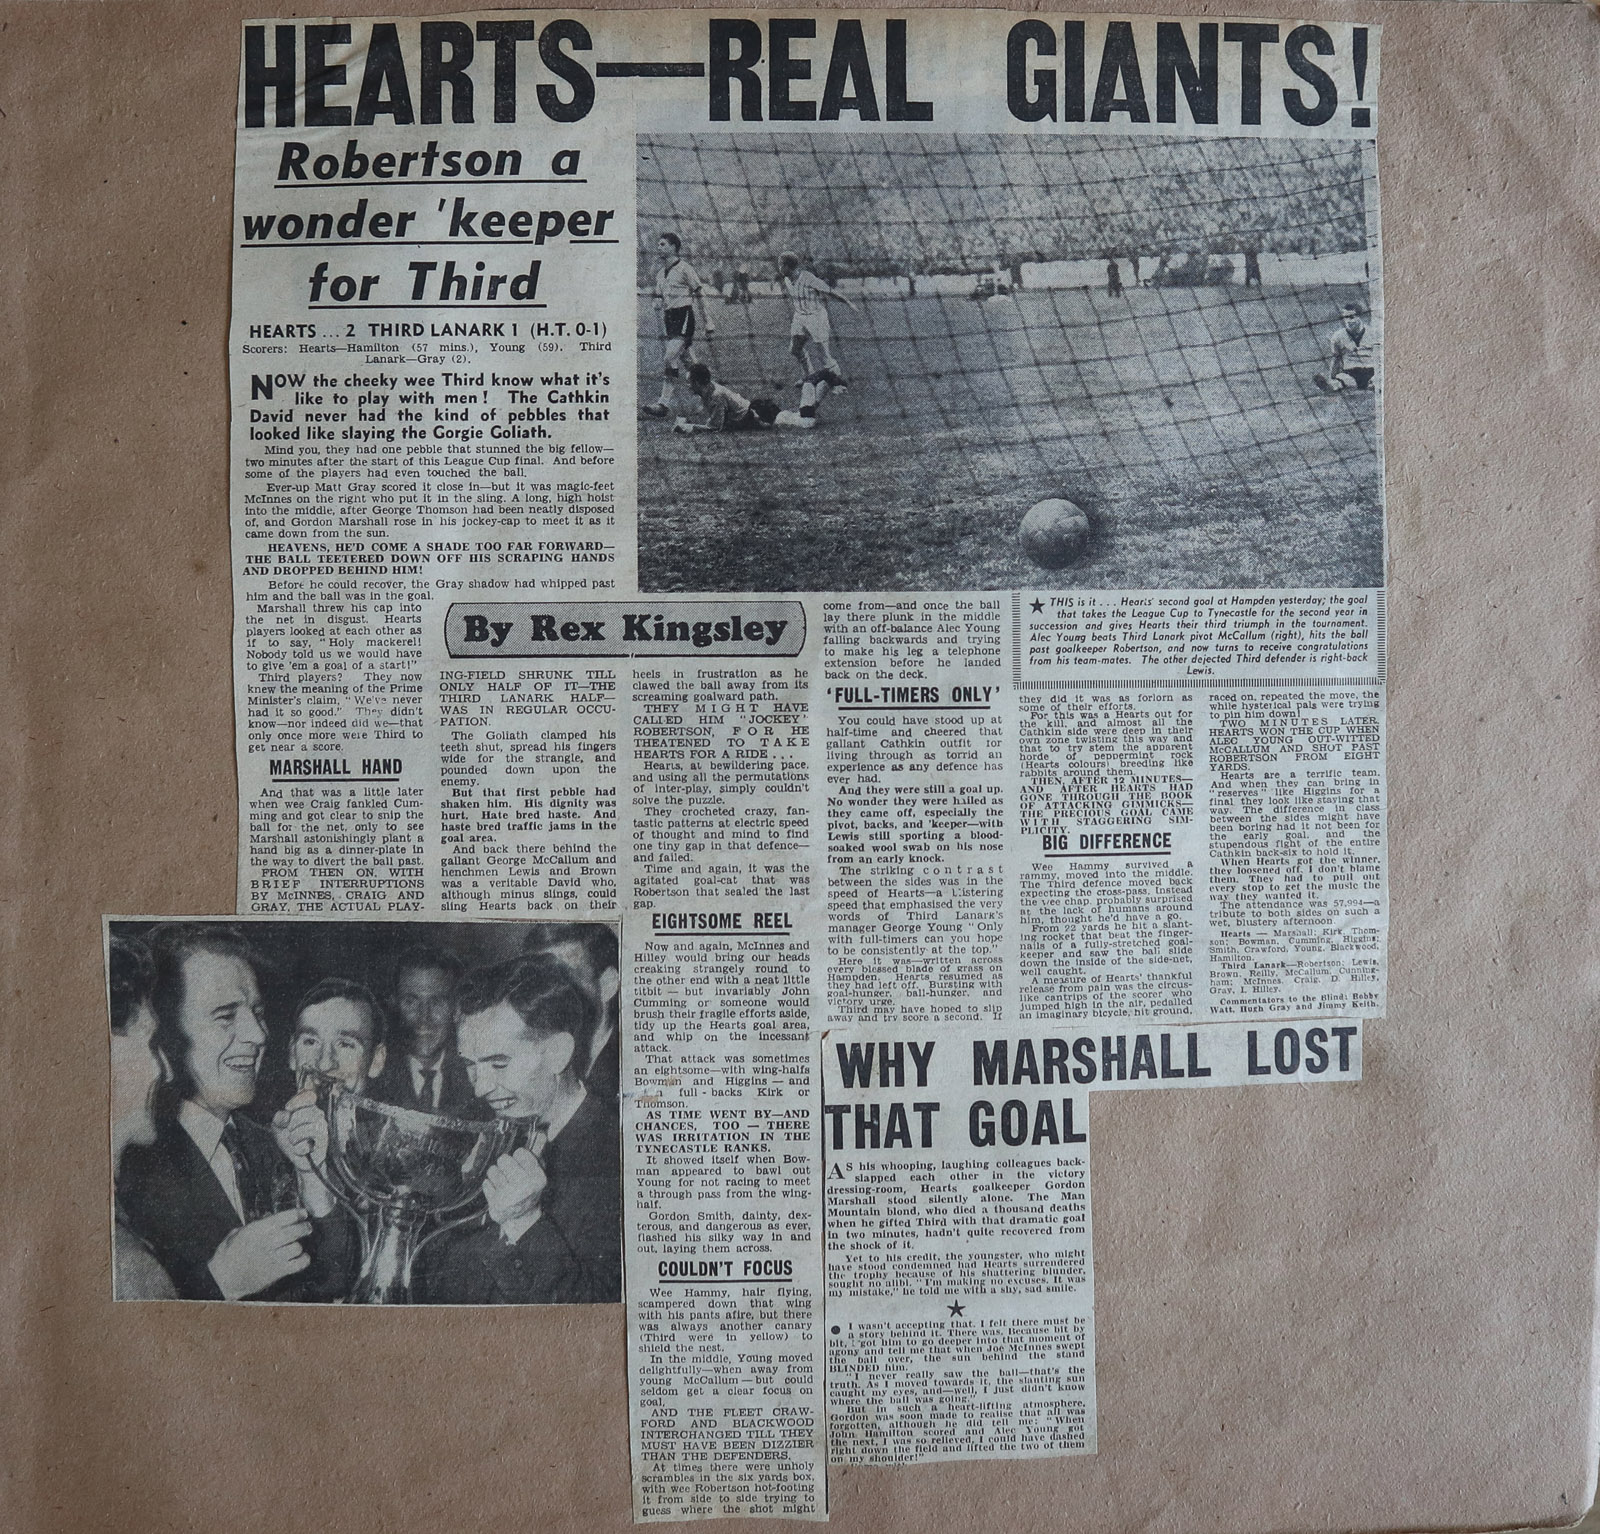 HEARTS—REAL GIANTS!
Robertson a
wonder 'keeper
for Third
HEARTS ... 2 THIRD LANARK 1 (H.T. 0-1)
Scorers: Hearts—Hamilton (57 mins.), Young (59). Third
Lanark—Gray (2).
NOW the cheeky wee Third know what it's
like to play with men! The Cathkin
David never had the kind of pebbles that
looked like slaying the Gorgie Goliath.
Mind you, they had one pebble that stunned the big fellow—
two minutes after the start of this League Cup final. And before
some of the players had even touched the ball.
Ever-up Matt Gray scored it close in—but it was magic-feet
McInnes on the right who put it in the sling. A long, high hoist
into the middle, after George Thomson had been neatly disposed
of, and Gordon Marshall rose in his jockey-cap to meet it as it
came down from the sun.
HEAVENS, HE'D COME A SHADE TOO FAR FORWARD—
THE BALL TEETERED DOWN OFF HIS SCRAPING HANDS
AND DROPPED BEHIND HIM!
Before he could recover, the Gray shadow had whipped past
him and the ball was in the goal.
Marshall threw his cap into
the net in disgust. Hearts
players looked at each other as
if to say, "Holy mackerel!
Nobody told us we would have
to give 'em a goal of a start!"
Third players? They now
knew the meaning of the Prime
Minister's claim, "We've never
had it so good." They didn't
know—nor indeed did we—that
only once more were Third to
get near a score.
MARSHALL HAND
And that was a little later
when wee Craig fankled Cum-
ming and got clear to snip the
ball for the net, only to see
Marshall astonishingly plant a
hand big as a dinner-plate in
the way to divert the ball past.
FROM THEN ON, WITH
BRIEF INTERRUPTIONS
BY McINNES, CRAIG AND
GRAY, THE ACTUAL PLAY-
By Rex Kingsley
ING-FIELD SHRUNK TILL
ONLY HALF OF IT—THE
THIRD LANARK HALF—
WAS IN REGULAR OCCU-
PATION.
The Goliath clamped his
teeth shut, spread his fingers
wide for the strangle, and
pounded down upon the
enemy.
But that first pebble had
shaken him. His dignity was
hurt. Hate bred haste. And
haste bred traffic jams in the
goal area.
And back there behind the
gallant George McCallum and
henchmen Lewis and Brown
was a veritable David who,
although minus slings, could
sling Hearts back on their
heels in frustration as he
clawed the ball away from its
screaming goalward path.
THEY MIGHT HAVE
CALLED HIM "JOCKEY"
ROBERTSON, FOR HE
THEATENED TO TAKE
HEARTS FOR A RIDE . . .
Hearts, at bewildering pace,
and using all the permutations
of inter-play, simply couldn't
solve the puzzle.
They crocheted crazy, fan-
tastic patterns at electric speed
of thought and mind to find
one tiny gap in that defence—
and failed.
Time and again, it was the
agitated goal-cat that was
Robertson that sealed the last
gap.
EIGHTSOME REEL
Now and again, McInnes and
Hilley would bring our heads
creaking strangely round to
the other end with a neat little
titbit — but invariably John
Cumming or someone would
brush their fragile efforts aside,
tidy up the Hearts goal area,
and whip on the incessant
attack.
That attack was sometimes
an eightsome—with wing-halfs
Bowman and Higgins — and
full-backs Kirk or
Thomson.
AS TIME WENT BY—AND
CHANCES, TOO — THERE
WAS IRRITATION IN THE
TYNECASTLE RANKS.
It showed itself when Bow-
man appeared to bawl out
Young for not racing to meet
a through pass from the wing-
half.
Gordon Smith, dainty, dex-
terous, and dangerous as ever,
flashed his silky way in and
out, laying them across.
COULDN'T FOCUS
Wee Hammy, hair flying,
scampered down that wing
with his pants afire, but there
was always another canary
(Third were in yellow) to
shield the nest.
In the middle, Young moved
delightfully—when away from
young McCallum—but could
seldom get a clear focus on
goal,
AND THE FLEET CRAW-
FORD AND BLACKWOOD
INTERCHANGED TILL THEY
MUST HAVE BEEN DIZZIER
THAN THE DEFENDERS.
At times there were unholy
scrambles in the six yards box,
with wee Robertson hot-footing
it from side to side trying to
guess where the shot might
come from—and once the ball
lay there plunk in the middle
with an off-balance Alec Young
falling backwards and trying
to make his leg a telephone
extension before he landed
back on the deck.
'FULL-TIMERS ONLY'
You could have stood up at
half-time and cheered that
gallant Cathkin outfit for
living through as torrid an
experience as any defence has
ever had.
And they were still a goal up.
No wonder they were hailed as
they came off, especially the
pivot, backs, and 'keeper—with
Lewis still sporting a blood-
soaked wool swab on his nose
from an early knock.
The striking contrast
between the sides was in the
speed of Hearts—a blistering
speed that emphasised the very
words of Third Lanark's
manager George Young "Only
with full-timers can you hope
to be consistently at the top."
Here it was—written across
every blessed blade of grass on
Hampden. Hearts resumed as
they had left off. Bursting with
goal-hunger, ball-hunger, and
victory urge.
Third may have hoped to slip
away and try score a second. If
★ THIS is it . . . Hearts' second goal at Hampden yesterday; the goal
that takes the League Cup to Tynecastle for the second year in
succession and gives Hearts their third triumph in the tournament.
Alec Young beats Third Lanark pivot McCallum (right), hits the ball
past goalkeeper Robertson, and now turns to receive congratulations
from his team-mates. The other dejected Third defender is right-back
Lewis.
they did it was as forlorn as
some of their efforts.
For this was a Hearts out for
the kill, and almost all the
Cathkin side were deep in their
own zone twisting this way and
that to try stem the apparent
horde of peppermint rock
(Hearts colours) breeding like
rabbits around them.
THEN, AFTER 12 MINUTES—
AND AFTER HEARTS HAD
GONE THROUGH THE BOOK
OF ATTACKING GIMMICKS—
THE PRECIOUS GOAL CAME
WITH STAGGERING SIM-
PLICITY.
BIG DIFFERENCE
Wee Hammy survived a
rammy, moved into the middle.
The Third defence moved back
expecting the cross-pass. Instead
the wee chap, probably surprised
at the lack of humans around
him, thought he'd have a go.
From 22 yards he hit a slant-
ing rocket that beat the finger-
nails of a fully-stretched goal-
keeper and saw the ball slide
down the inside of the side-net,
well caught.
A measure of Hearts' thankful
release from pain was the circus-
like cantrips of the scorer who
jumped high in the air, pedalled
an imaginary bicycle, hit ground,
raced on, repeated the move, the
while hysterical pals were trying
to pin him down!
TWO MINUTES LATER,
HEARTS WON THE CUP WHEN
ALEC YOUNG OUT-WITTED
McCALLUM AND SHOT PAST
ROBERTSON FROM EIGHT
YARDS.
Hearts are a terrific team.
And when they can bring in
"reserves" like Higgins for a
final they look like staying that
way. The difference in class
between the sides might have
been boring had it not been for
the early goal, and the
stupendous fight of the entire
Cathkin back-six to hold it.
When Hearts got the winner,
they loosened off. I don't blame
them. They had to pull out
every stop to get the music the
way they wanted it.
The attendance was 57,994—a
tribute to both sides on such a
wet, blustery afternoon.
Hearts — Marshall; Kirk, Thom-
son; Bowman, Cumming, Higgins;
Smith, Crawford, Young, Blackwood,
Hamilton.
Third Lanark—Robertson; Lewis,
Brown, Reilly, McCallum, Cunning-
ham; McInnes, Craig, D. Hilley,
Gray, I. Hilley.
Commentators to the Blind: Bobby
Watt, Hugh Gray and Jimmy Keith.
WHY MARSHALL LOST
THAT GOAL
AS his whooping, laughing colleagues back-
slapped each other in the victory
dressing-room, Hearts goalkeeper Gordon
Marshall stood silently alone. The Man
Mountain blond, who died a thousand deaths
when he gifted Third with that dramatic goal
in two minutes, hadn't quite recovered from
the shock of it.
Yet to his credit, the youngster, who might
have stood condemned had Hearts surrendered
the trophy because of his shattering blunder,
sought no alibi. "I'm making no excuses. It was
my mistake," he told me with a shy, sad smile.
★
● I wasn't accepting that. I felt there must be
a story behind it. There was. Because bit by
bit, I got him to go deeper into that moment of
agony and tell me that when Joe McInnes swept
the ball over, the sun behind the stand
BLINDED him.
"I never really saw the ball—that's the
truth. As I moved towards it, the slanting sun
caught my eyes, and—well, I just didn't know
where the ball was going."
But in such a heart-lifting atmosphere,
Gordon was soon made to realise that all was
forgotten, although he did tell me: "When
John Hamilton scored and Alec Young got
the next, I was so relieved, I could have dashed
right down the field and lifted the two of them
on my shoulder!"